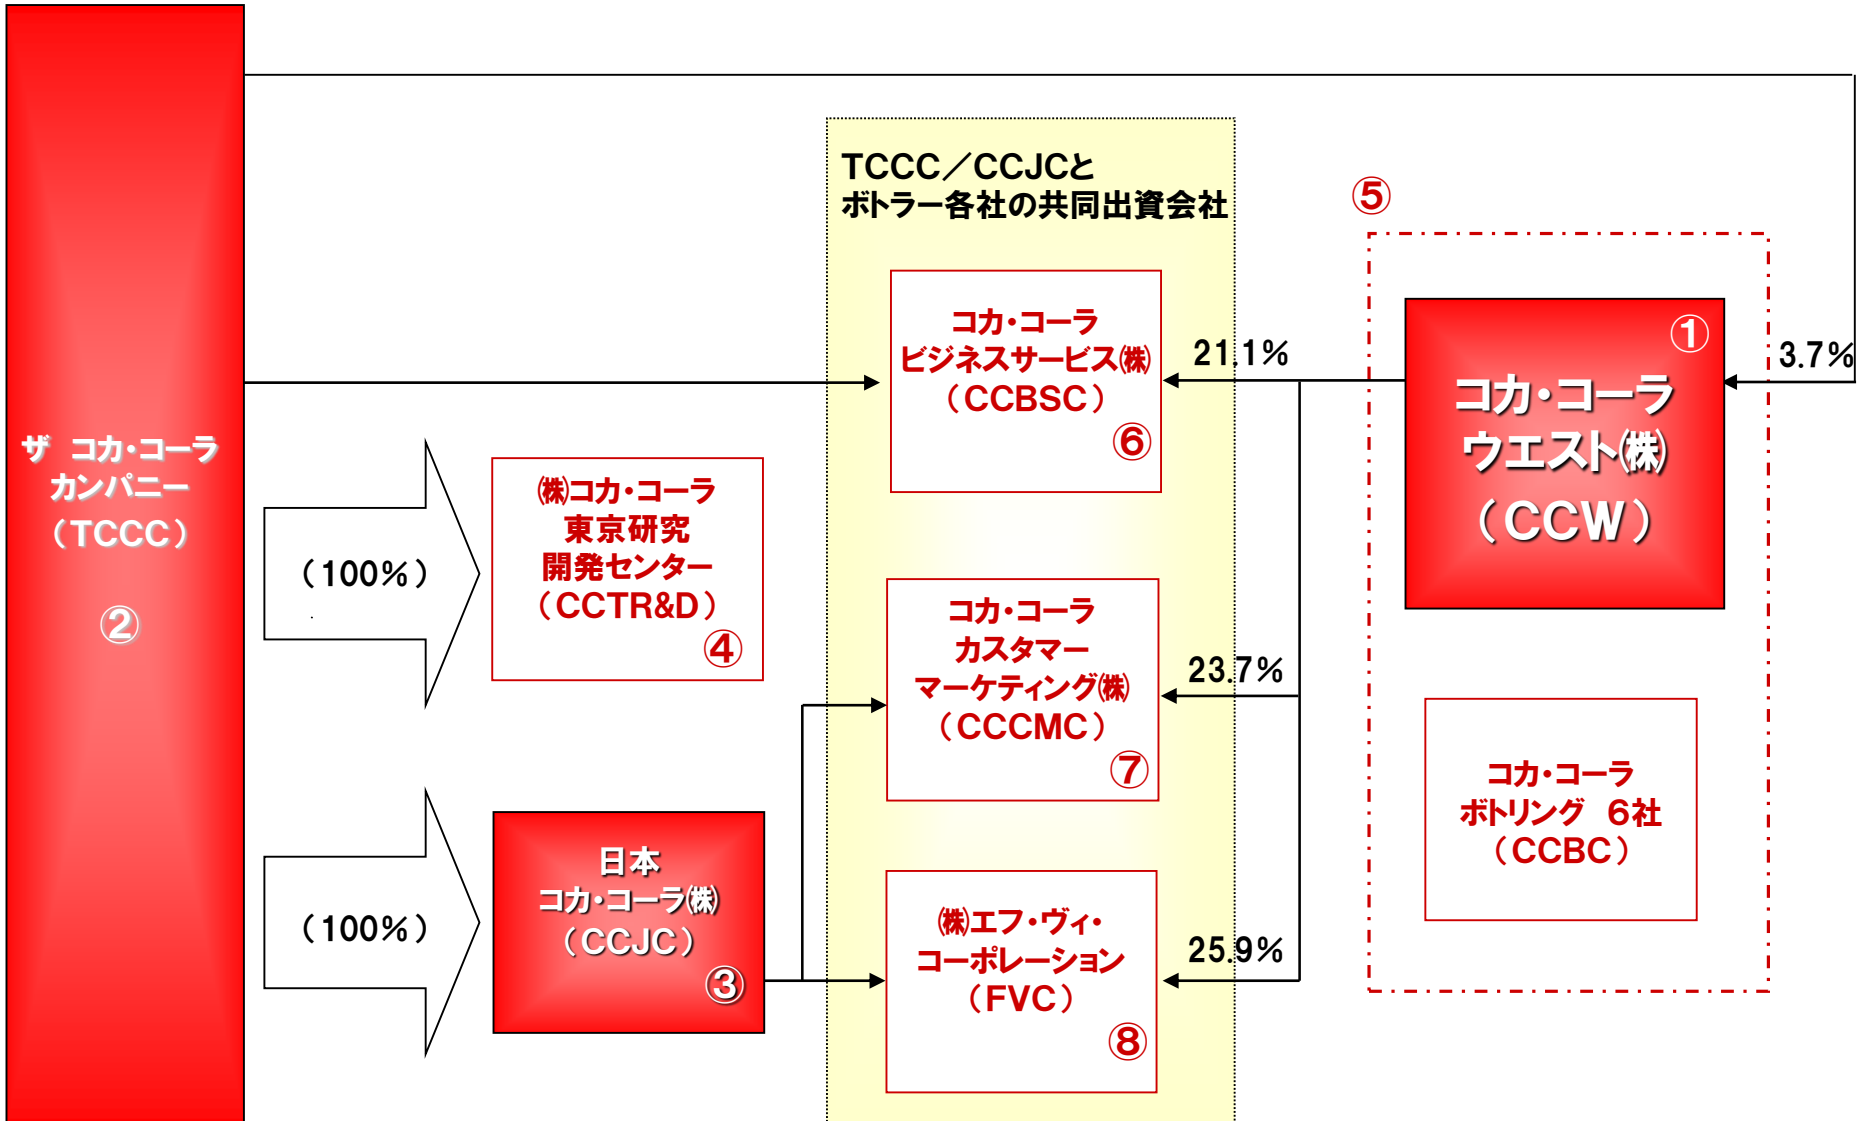 ザ コカ・コーラ
カンパニー
（TCCC）
②
（100%）
（100%）
㈱コカ・コーラ
東京研究
開発センター
（CCTR&D）
④
日本
コカ・コーラ㈱
（CCJC）
③
TCCC／CCJCと
ボトラー各社の共同出資会社
コカ・コーラ
ビジネスサービス㈱
（CCBSC）
⑥
コカ・コーラ
カスタマー
マーケティング㈱
（CCCMC）
⑦
㈱エフ・ヴィ・
コーポレーション
（FVC）
⑧
21.1%
23.7%
25.9%
⑤
①
コカ・コーラ
ウエスト㈱
（CCW）
3.7%
コカ・コーラ
ボトリング 6社
（CCBC）